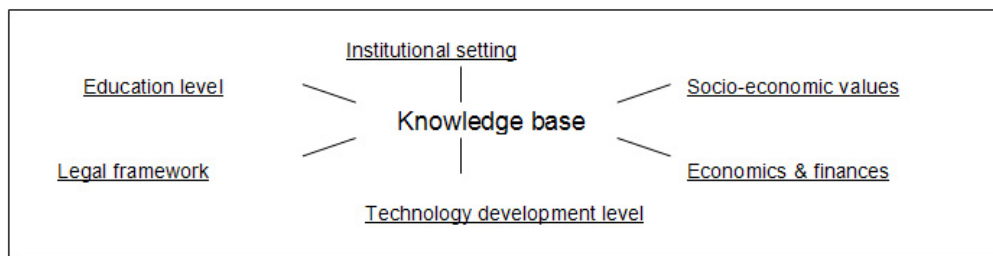 Institutional setting
Education level
Socio-economic values
Knowledge base
Legal framework
Economics & finances
Technology development level